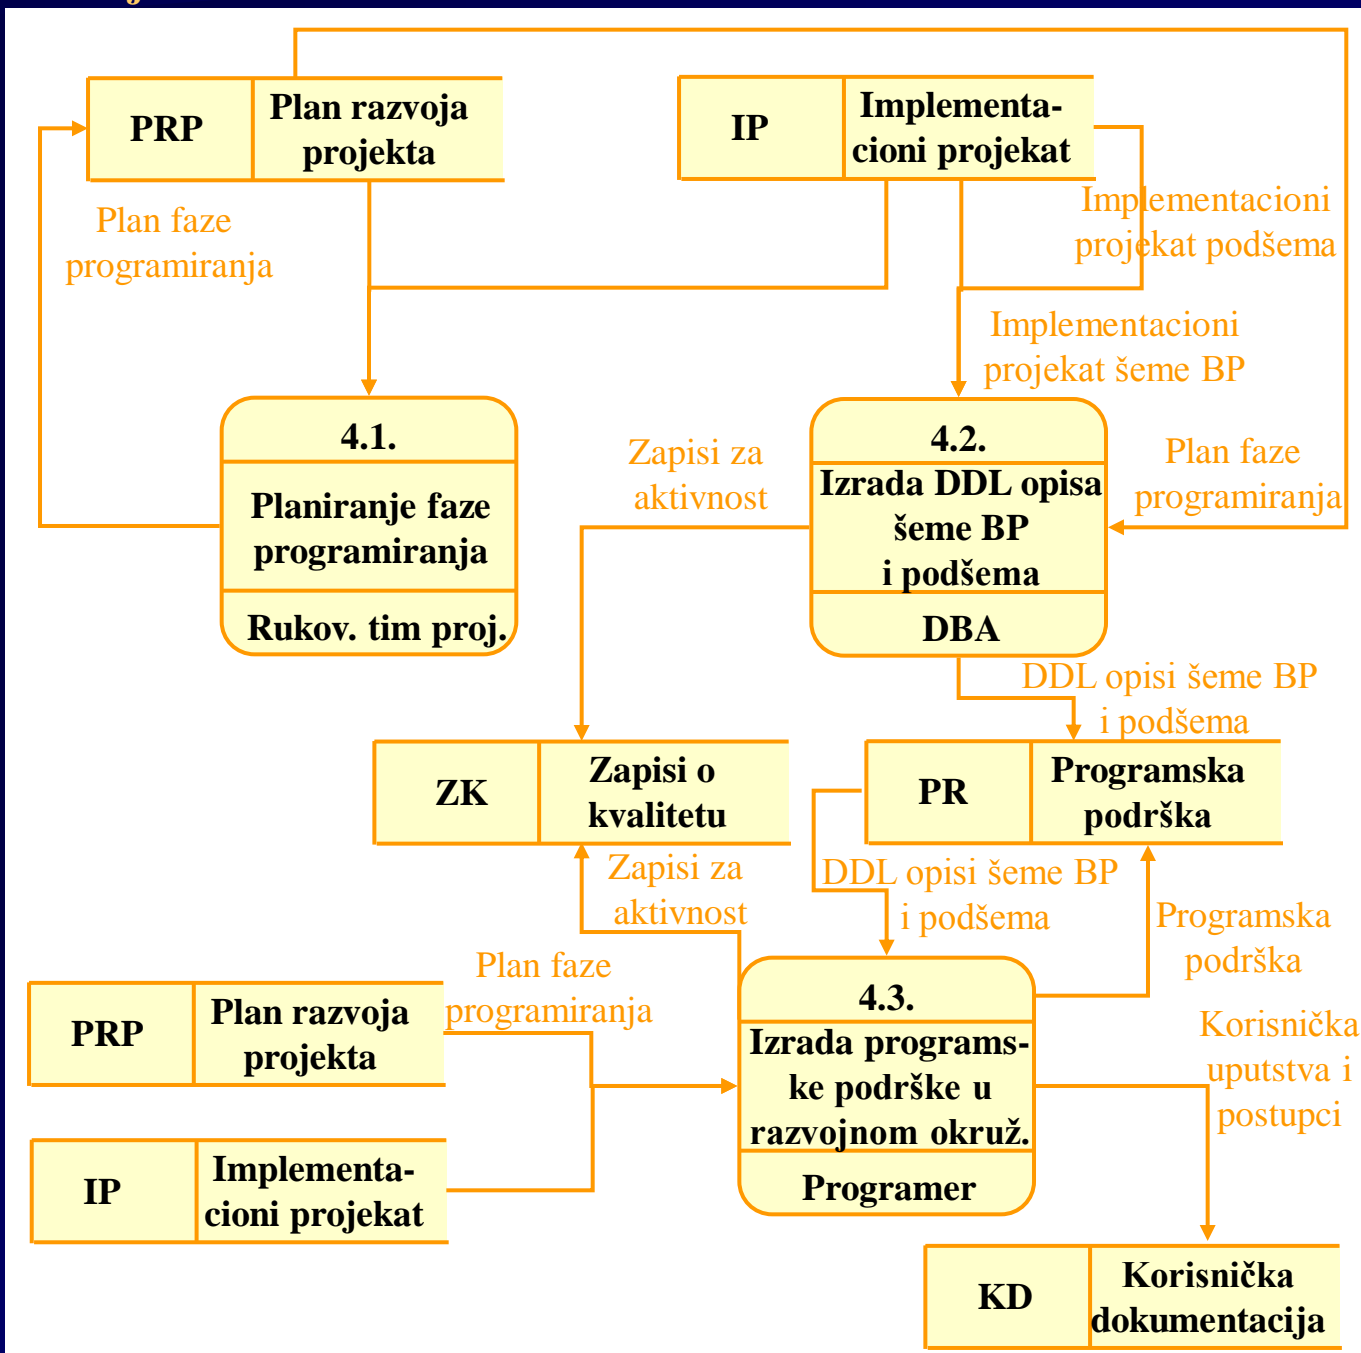 PRP
Plan razvoja
projekta
IP
Implementa-
cioni projekat
Plan faze
programiranja
Implementacioni
projekat podšema
Implementacioni
projekat šeme BP
4.1.
Planiranje faze
programiranja
Rukov. tim proj.
Zapisi za
aktivnost
4.2.
Izrada DDL opisa
šeme BP
i podšema
DBA
Plan faze
programiranja
DDL opisi šeme BP
i podšema
ZK
Zapisi o
kvalitetu
PR
Programska
podrška
Zapisi za
aktivnost
DDL opisi šeme BP
i podšema
Programska
podrška
Plan faze
programiranja
PRP
Plan razvoja
projekta
4.3.
Izrada programs-
ke podrške u
razvojnom okruž.
Programer
Korisnička
uputstva i
postupci
IP
Implementa-
cioni projekat
KD
Korisnička
dokumentacija